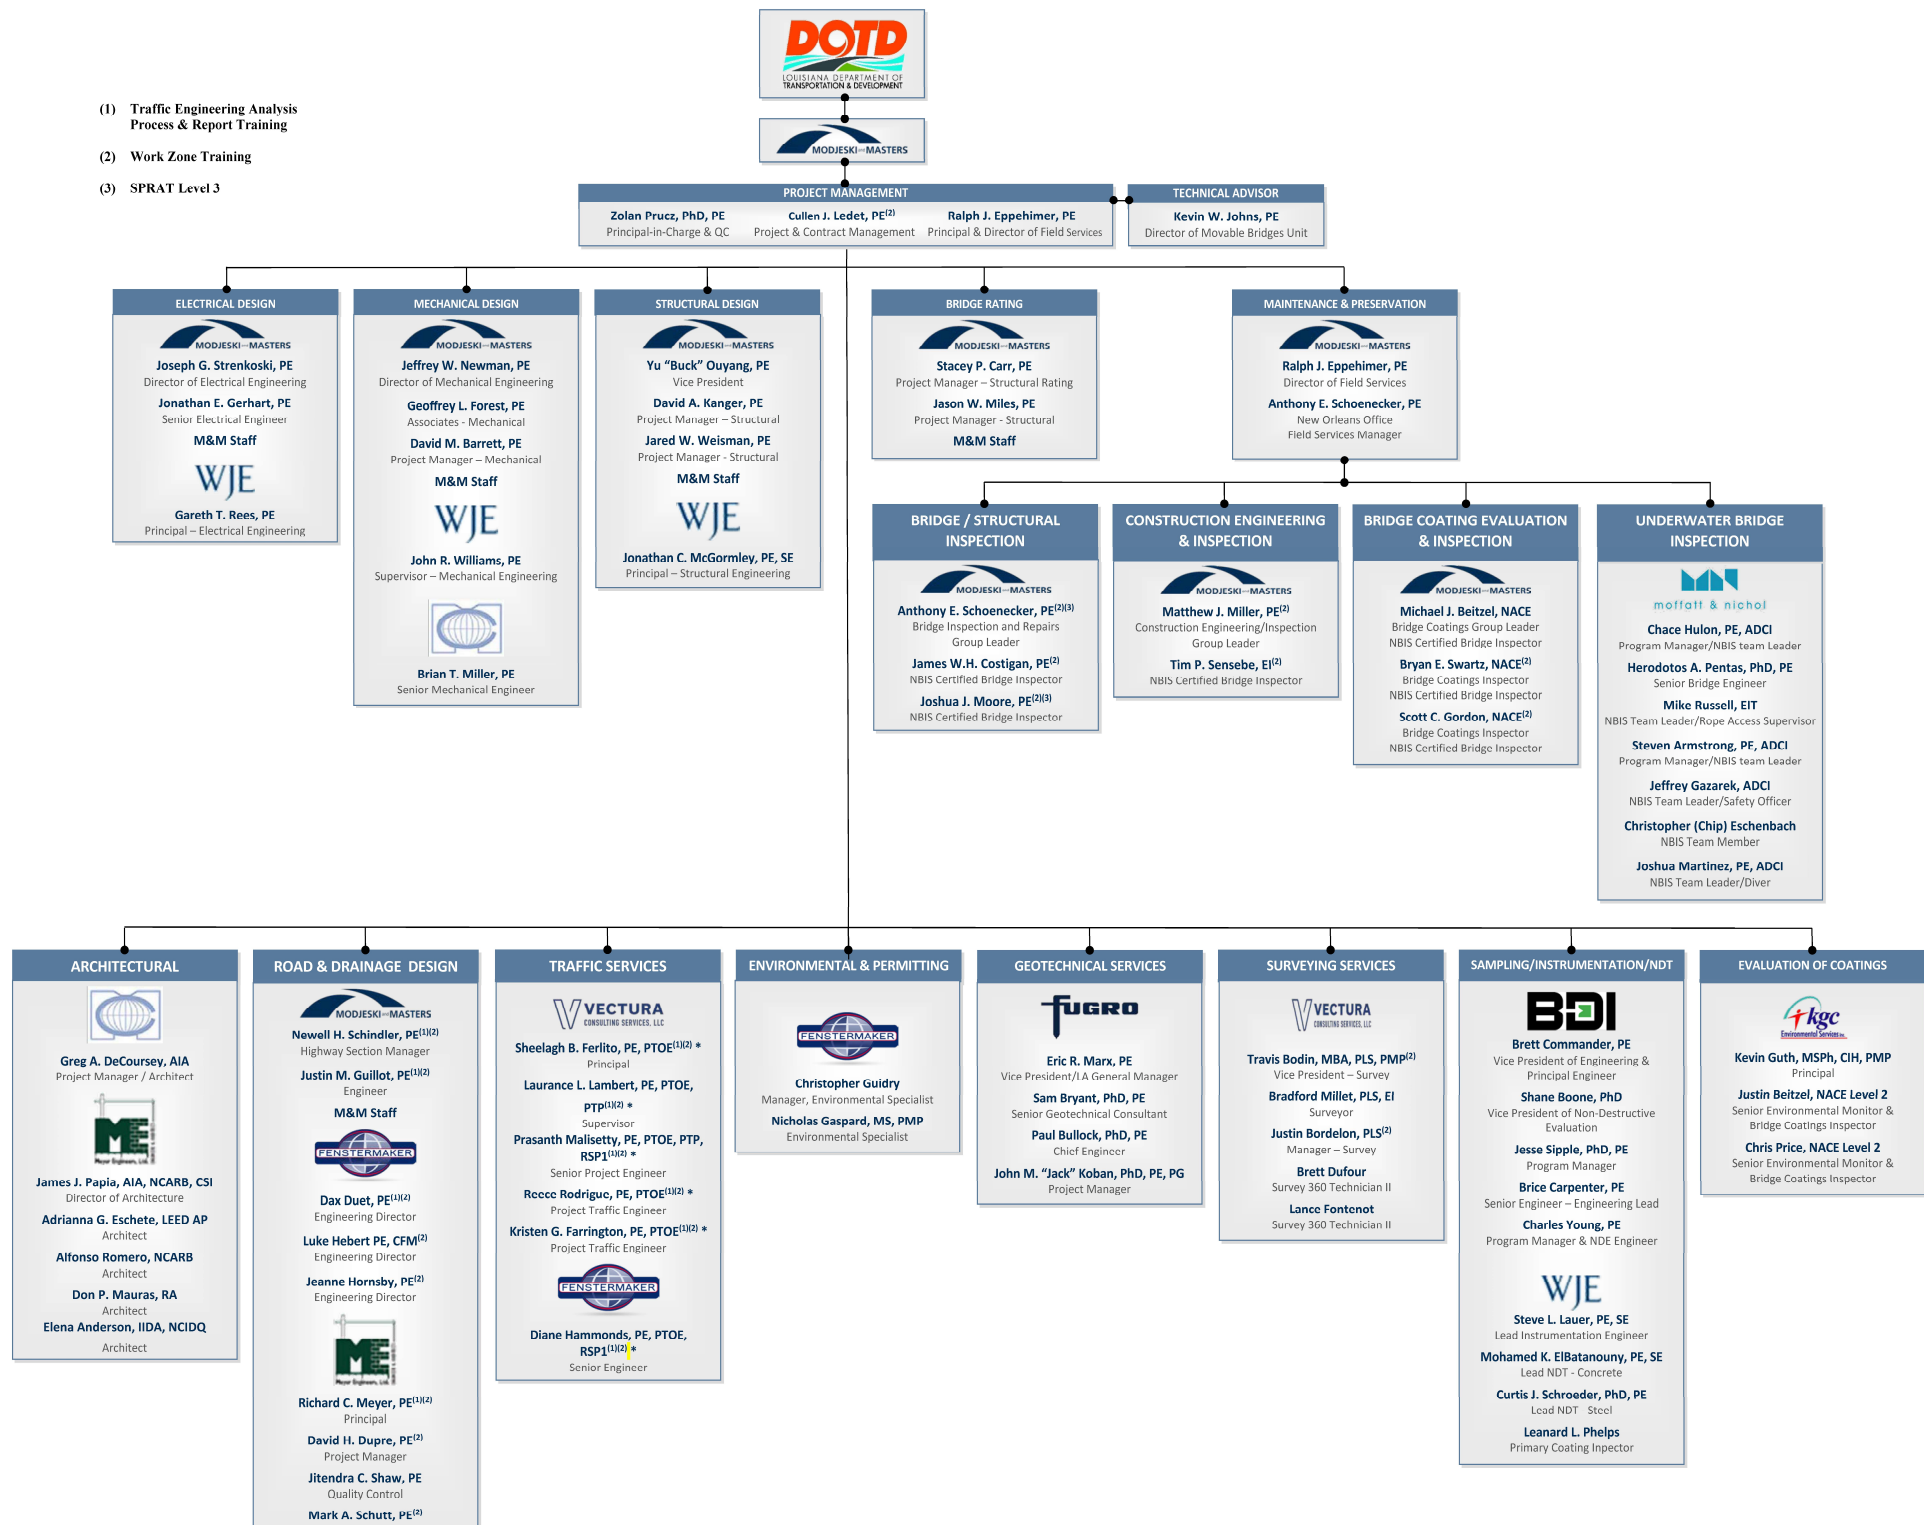 DOTD
LOUISIANA DEPARTMENT OF
TRANSPORTATION & DEVELOPMENT
(1) Traffic Engineering Analysis
Process & Report Training
(2) Work Zone Training
(3) SPRAT Level 3
MODJESKI and MASTERS
PROJECT MANAGEMENT
Zolan Prucz, PhD, PE
Principal-in-Charge & QC
Cullen J. Ledet, PE(2)
Project & Contract Management
Ralph J. Eppehimer, PE
Principal & Director of Field Services
TECHNICAL ADVISOR
Kevin W. Johns, PE
Director of Movable Bridges Unit
ELECTRICAL DESIGN
MODJESKI and MASTERS
Joseph G. Strenkoski, PE
Director of Electrical Engineering
Jonathan E. Gerhart, PE
Senior Electrical Engineer
M&M Staff
WJE
Gareth T. Rees, PE
Principal – Electrical Engineering
MECHANICAL DESIGN
MODJESKI and MASTERS
Jeffrey W. Newman, PE
Director of Mechanical Engineering
Geoffrey L. Forest, PE
Associates - Mechanical
David M. Barrett, PE
Project Manager – Mechanical
M&M Staff
WJE
John R. Williams, PE
Supervisor – Mechanical Engineering
Brian T. Miller, PE
Senior Mechanical Engineer
STRUCTURAL DESIGN
MODJESKI and MASTERS
Yu “Buck” Ouyang, PE
Vice President
David A. Kanger, PE
Project Manager – Structural
Jared W. Weisman, PE
Project Manager - Structural
M&M Staff
WJE
Jonathan C. McGormley, PE, SE
Principal – Structural Engineering
BRIDGE RATING
MODJESKI and MASTERS
Stacey P. Carr, PE
Project Manager – Structural Rating
Jason W. Miles, PE
Project Manager - Structural
M&M Staff
MAINTENANCE & PRESERVATION
MODJESKI and MASTERS
Ralph J. Eppehimer, PE
Director of Field Services
Anthony E. Schoenecker, PE
New Orleans Office
Field Services Manager
BRIDGE / STRUCTURAL
INSPECTION
MODJESKI and MASTERS
Anthony E. Schoenecker, PE(2)(3)
Bridge Inspection and Repairs
Group Leader
James W.H. Costigan, PE(2)
NBIS Certified Bridge Inspector
Joshua J. Moore, PE(2)(3)
NBIS Certified Bridge Inspector
CONSTRUCTION ENGINEERING
& INSPECTION
MODJESKI and MASTERS
Matthew J. Miller, PE(2)
Construction Engineering/Inspection
Group Leader
Tim P. Sensebe, EI(2)
NBIS Certified Bridge Inspector
BRIDGE COATING EVALUATION
& INSPECTION
MODJESKI and MASTERS
Michael J. Beitzel, NACE
Bridge Coatings Group Leader
NBIS Certified Bridge Inspector
Bryan E. Swartz, NACE(2)
Bridge Coatings Inspector
NBIS Certified Bridge Inspector
Scott C. Gordon, NACE(2)
Bridge Coatings Inspector
NBIS Certified Bridge Inspector
UNDERWATER BRIDGE
INSPECTION
moffatt & nichol
Chace Hulon, PE, ADCI
Program Manager/NBIS team Leader
Herodotos A. Pentas, PhD, PE
Senior Bridge Engineer
Mike Russell, EIT
NBIS Team Leader/Rope Access Supervisor
Steven Armstrong, PE, ADCI
Program Manager/NBIS team Leader
Jeffrey Gazarek, ADCI
NBIS Team Leader/Safety Officer
Christopher (Chip) Eschenbach
NBIS Team Member
Joshua Martinez, PE, ADCI
NBIS Team Leader/Diver
ARCHITECTURAL
Greg A. DeCoursey, AIA
Project Manager / Architect
ME
Meyer Engineers, Ltd.
James J. Papia, AIA, NCARB, CSI
Director of Architecture
Adrianna G. Eschete, LEED AP
Architect
Alfonso Romero, NCARB
Architect
Don P. Mauras, RA
Architect
Elena Anderson, IIDA, NCIDQ
Architect
ROAD & DRAINAGE DESIGN
MODJESKI and MASTERS
Newell H. Schindler, PE(1)(2)
Highway Section Manager
Justin M. Guillot, PE(1)(2)
Engineer
M&M Staff
FENSTERMAKER
Dax Duet, PE(1)(2)
Engineering Director
Luke Hebert PE, CFM(2)
Engineering Director
Jeanne Hornsby, PE(2)
Engineering Director
ME
Meyer Engineers, Ltd.
Richard C. Meyer, PE(1)(2)
Principal
David H. Dupre, PE(2)
Project Manager
Jitendra C. Shaw, PE
Quality Control
Mark A. Schutt, PE(2)
TRAFFIC SERVICES
VECTURA
CONSULTING SERVICES, LLC
Sheelagh B. Ferlito, PE, PTOE(1)(2) *
Principal
Laurance L. Lambert, PE, PTOE,
PTP(1)(2) *
Supervisor
Prasanth Malisetty, PE, PTOE, PTP,
RSP1(1)(2) *
Senior Project Engineer
Reece Rodrigue, PE, PTOE(1)(2) *
Project Traffic Engineer
Kristen G. Farrington, PE, PTOE(1)(2) *
Project Traffic Engineer
FENSTERMAKER
Diane Hammonds, PE, PTOE,
RSP1(1)(2) *
Senior Engineer
ENVIRONMENTAL & PERMITTING
FENSTERMAKER
Christopher Guidry
Manager, Environmental Specialist
Nicholas Gaspard, MS, PMP
Environmental Specialist
GEOTECHNICAL SERVICES
FUGRO
Eric R. Marx, PE
Vice President/LA General Manager
Sam Bryant, PhD, PE
Senior Geotechnical Consultant
Paul Bullock, PhD, PE
Chief Engineer
John M. “Jack” Koban, PhD, PE, PG
Project Manager
SURVEYING SERVICES
VECTURA
CONSULTING SERVICES, LLC
Travis Bodin, MBA, PLS, PMP(2)
Vice President – Survey
Bradford Millet, PLS, EI
Surveyor
Justin Bordelon, PLS(2)
Manager – Survey
Brett Dufour
Survey 360 Technician II
Lance Fontenot
Survey 360 Technician II
SAMPLING/INSTRUMENTATION/NDT
BDI
Brett Commander, PE
Vice President of Engineering &
Principal Engineer
Shane Boone, PhD
Vice President of Non-Destructive
Evaluation
Jesse Sipple, PhD, PE
Program Manager
Brice Carpenter, PE
Senior Engineer – Engineering Lead
Charles Young, PE
Program Manager & NDE Engineer
WJE
Steve L. Lauer, PE, SE
Lead Instrumentation Engineer
Mohamed K. ElBatanouny, PE, SE
Lead NDT - Concrete
Curtis J. Schroeder, PhD, PE
Lead NDT Steel
Leanard L. Phelps
Primary Coating Inpector
EVALUATION OF COATINGS
kgc
Environmental Services Inc.
Kevin Guth, MSPh, CIH, PMP
Principal
Justin Beitzel, NACE Level 2
Senior Environmental Monitor &
Bridge Coatings Inspector
Chris Price, NACE Level 2
Senior Environmental Monitor &
Bridge Coatings Inspector